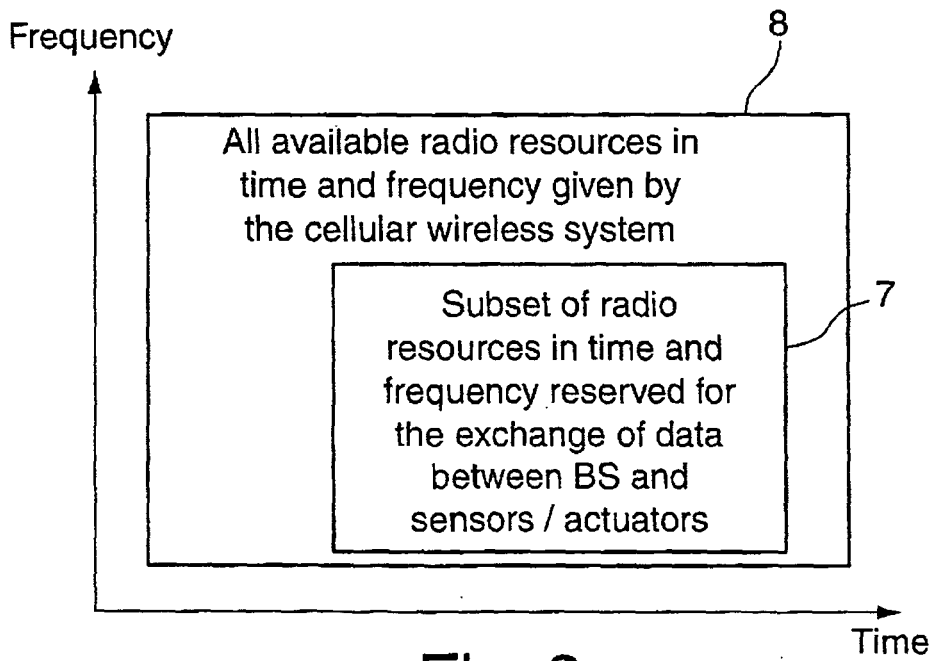 Frequency
8
All available radio resources in
time and frequency given by
the cellular wireless system
7
Subset of radio
resources in time and
frequency reserved for
the exchange of data
between BS and
sensors / actuators
Time